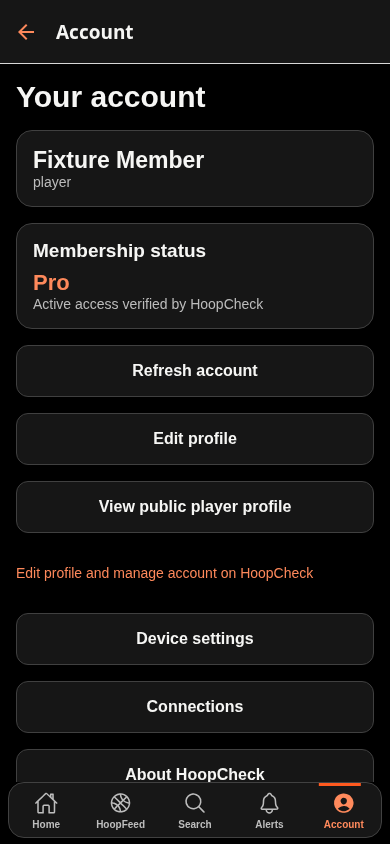 Account
Your account
Fixture Member
player
Membership status
Pro
Active access verified by HoopCheck
Refresh account
Edit profile
View public player profile
Edit profile and manage account on HoopCheck
Device settings
Connections
About HoopCheck
Home
HoopFeed
Search
Alerts
Account